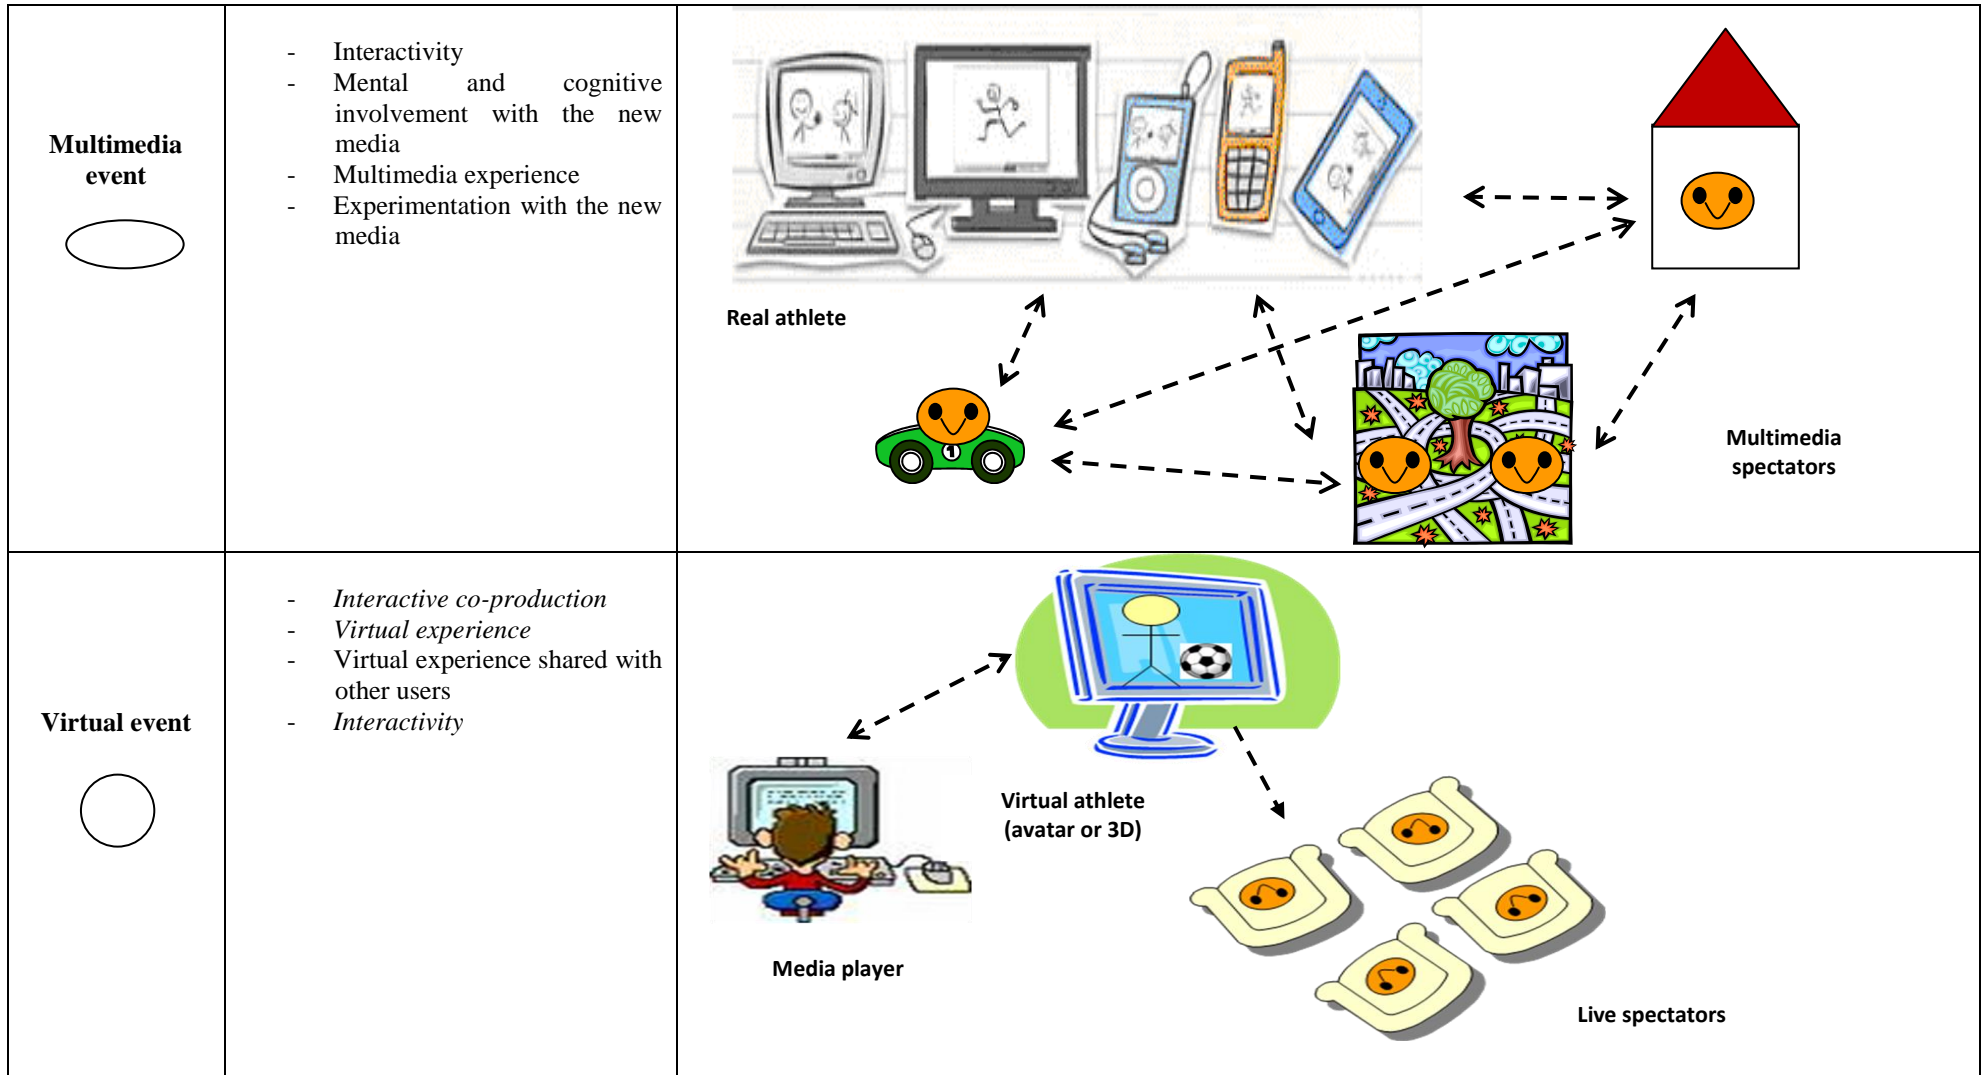 Multimedia
event
- Interactivity
- Mental and cognitive
involvement with the new
media
- Multimedia experience
- Experimentation with the new
media
Real athlete
1
Multimedia
spectators
Virtual event
- Interactive co-production
- Virtual experience
- Virtual experience shared with
other users
- Interactivity
Virtual athlete
(avatar or 3D)
Media player
Live spectators